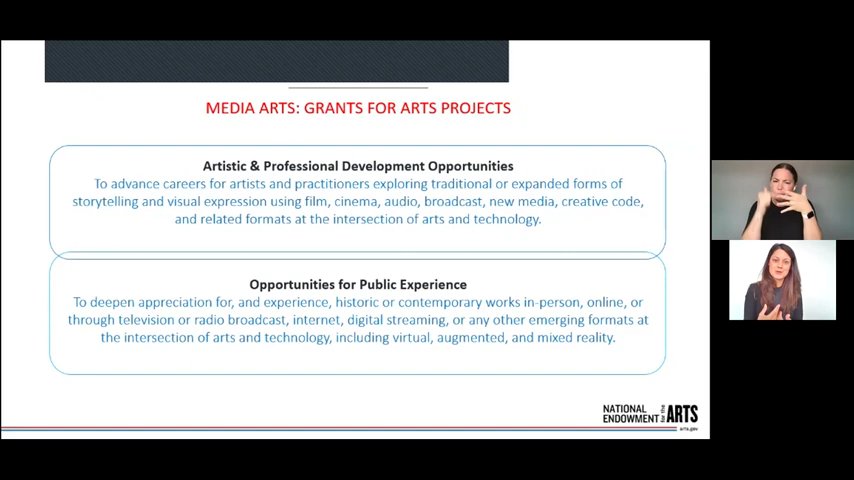 MEDIA ARTS: GRANTS FOR ARTS PROJECTS
Artistic & Professional Development Opportunities
To advance careers for artists and practitioners exploring traditional or expanded forms of
storytelling and visual expression using film, cinema, audio, broadcast, new media, creative code,
and related formats at the intersection of arts and technology.
Opportunities for Public Experience
To deepen appreciation for, and experience, historic or contemporary works in-person, online, or
through television or radio broadcast, internet, digital streaming, or any other emerging formats at
the intersection of arts and technology, including virtual, augmented, and mixed reality.
NATIONAL
ENDOWMENT for the ARTS
arts.gov